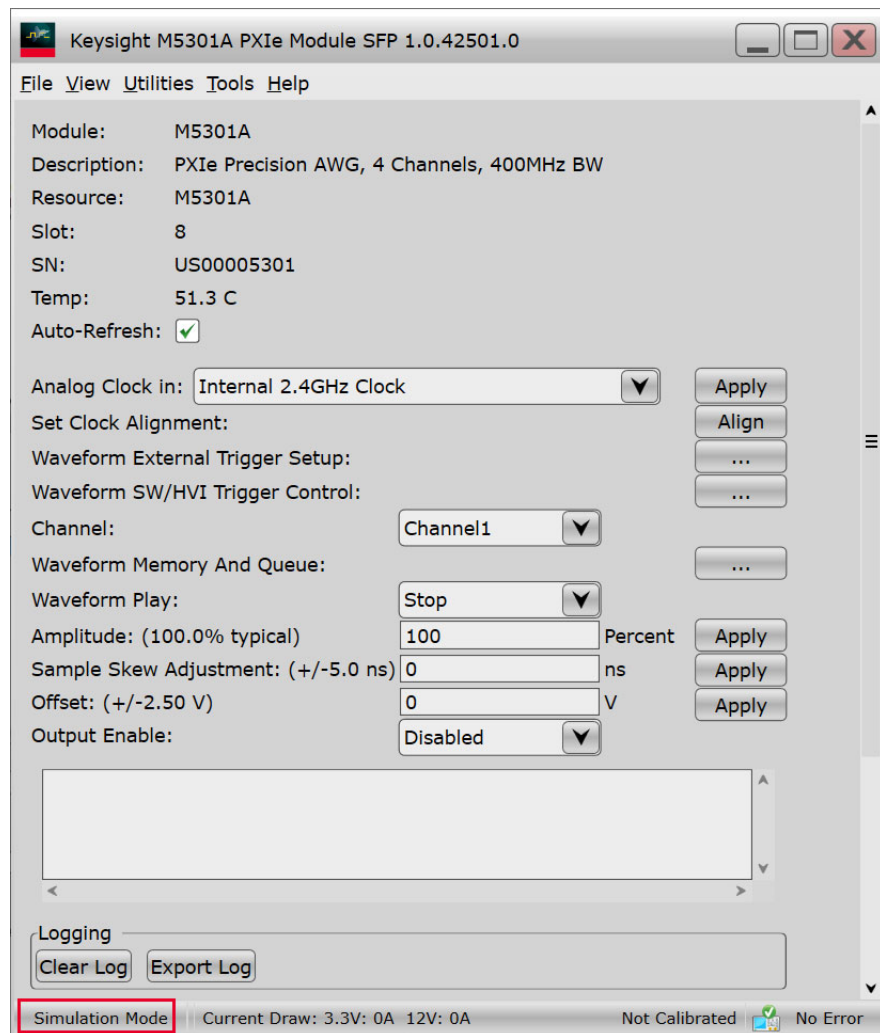 Keysight M5301A PXIe Module SFP 1.0.42501.0
File View Utilities Tools Help
Module: M5301A
Description: PXIe Precision AWG, 4 Channels, 400MHz BW
Resource: M5301A
Slot: 8
SN: US00005301
Temp: 51.3 C
Auto-Refresh:
Analog Clock in: Internal 2.4GHz Clock Apply
Set Clock Alignment: Align
Waveform External Trigger Setup: ...
Waveform SW/HVI Trigger Control: ...
Channel: Channel1
Waveform Memory And Queue: ...
Waveform Play: Stop
Amplitude: (100.0% typical) 100 Percent Apply
Sample Skew Adjustment: (+/-5.0 ns) 0 ns Apply
Offset: (+/-2.50 V) 0 V Apply
Output Enable: Disabled
Logging
Clear Log Export Log
Simulation Mode Current Draw: 3.3V: 0A 12V: 0A Not Calibrated No Error